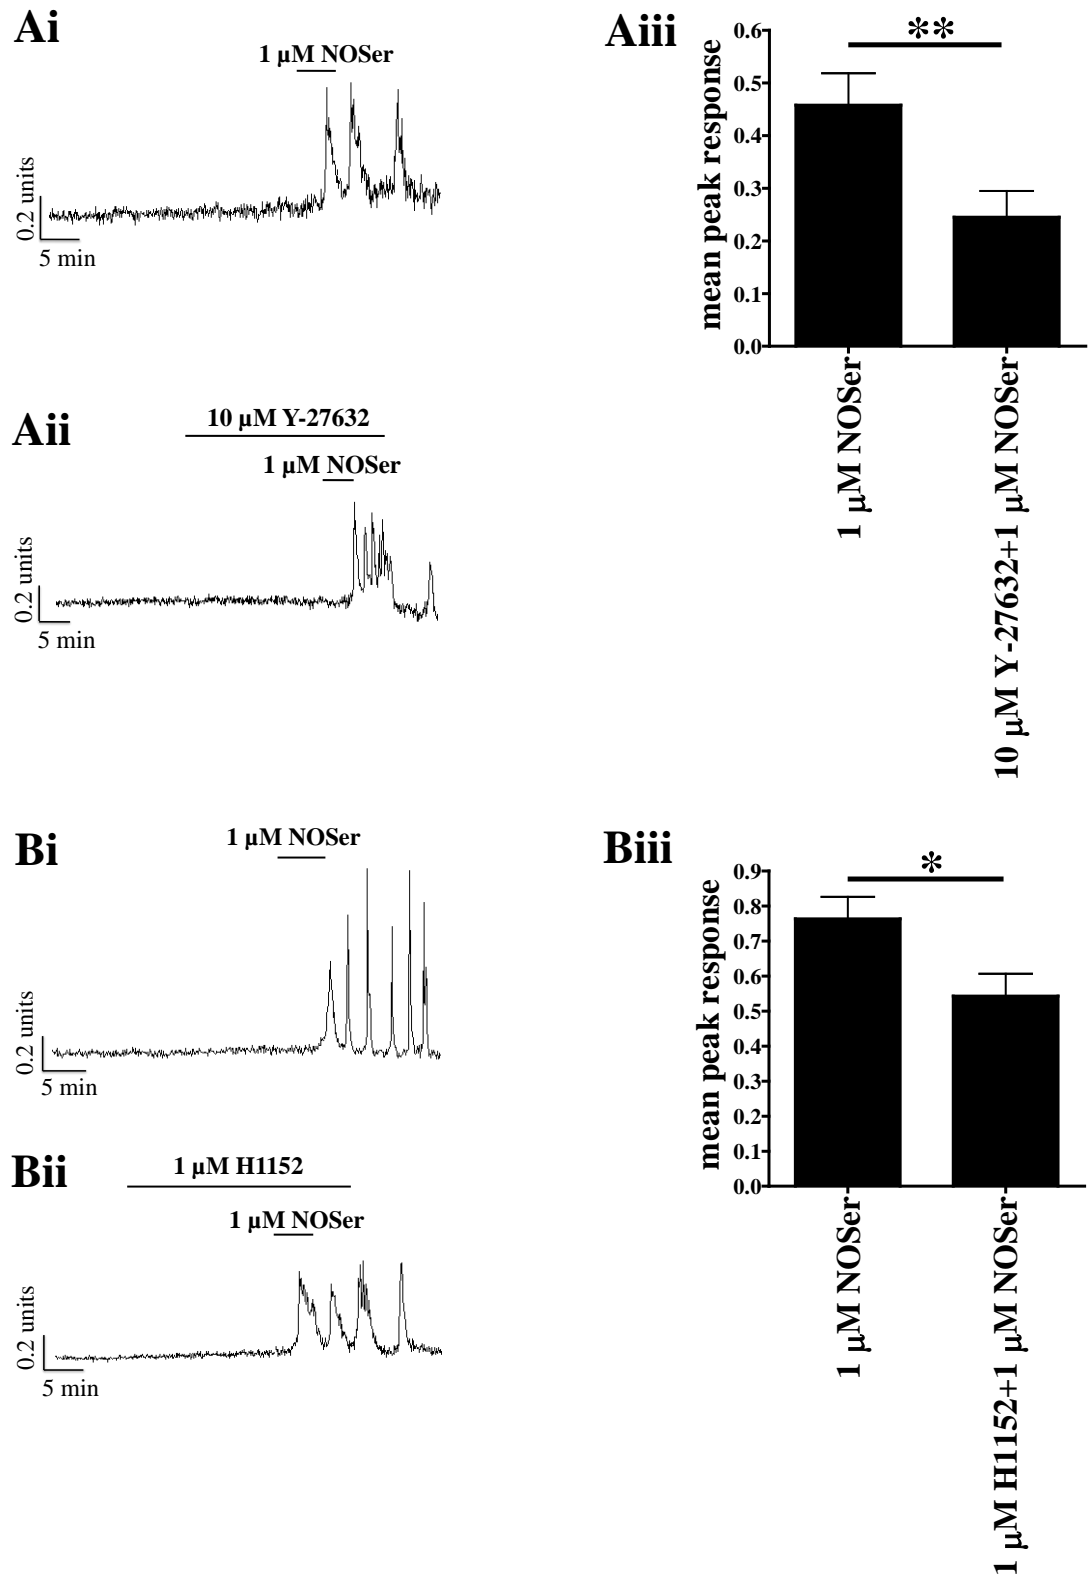 Ai
1 µM NOSer
0.2 units
5 min
Aiii
**
mean peak response
0.6
0.5
0.4
0.3
0.2
0.1
0.0
1 µM NOSer
10 µM Y-27632+1 µM NOSer
Aii
10 µM Y-27632
1 µM NOSer
0.2 units
5 min
Bi
1 µM NOSer
0.2 units
5 min
Biii
*
mean peak response
0.9
0.8
0.7
0.6
0.5
0.4
0.3
0.2
0.1
0.0
1 µM NOSer
1 µM H1152+1 µM NOSer
Bii
1 µM H1152
1 µM NOSer
0.2 units
5 min